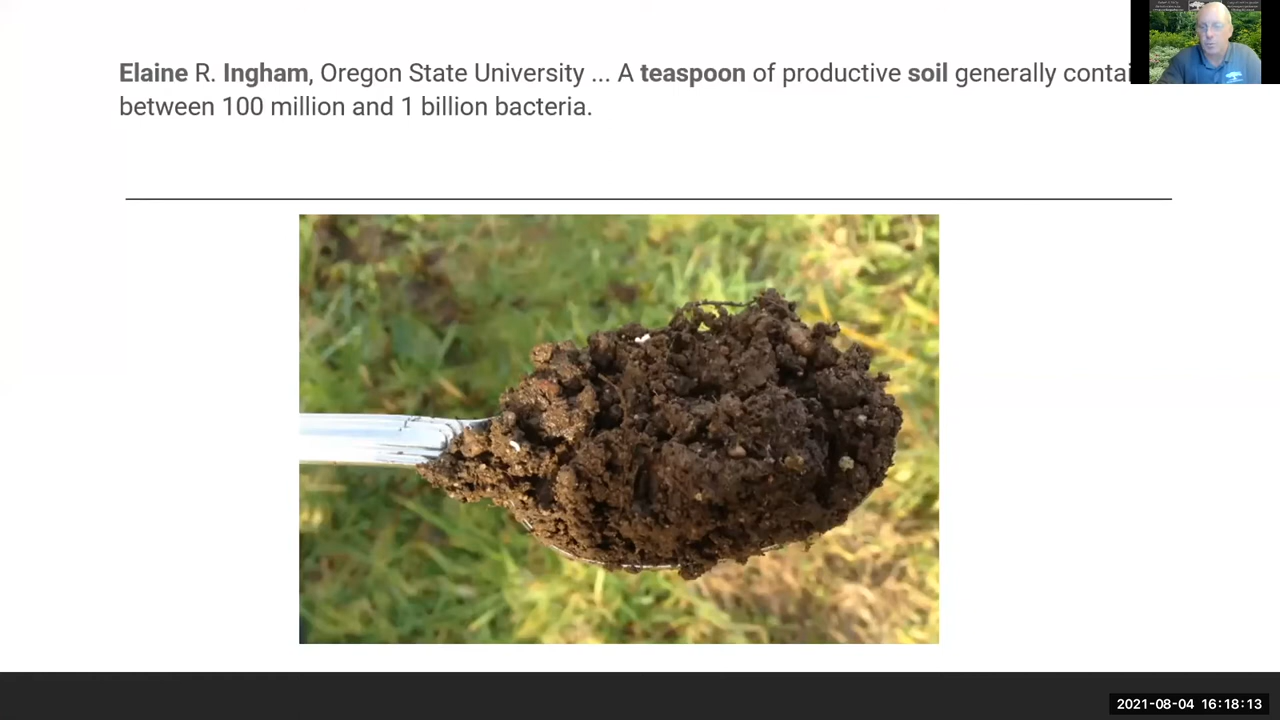 Elaine R. Ingham, Oregon State University ... A teaspoon of productive soil generally contai
between 100 million and 1 billion bacteria.
2021-08-04 16:18:13